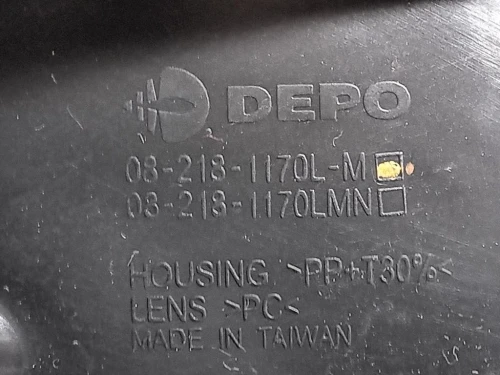 DEPO
08-218-1170L-M
08-218-1170LMN
HOUSING >PP+T30%<
LENS >PC<
MADE IN TAIWAN